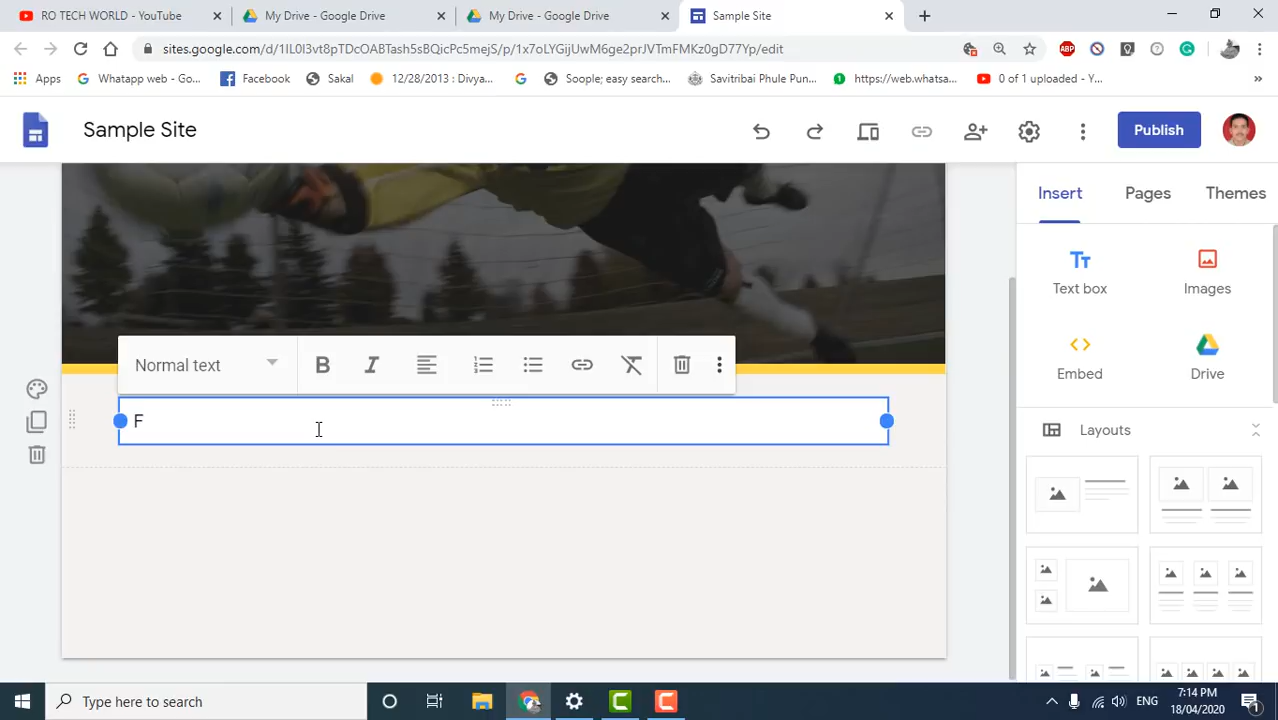 RO TECH WORLD - YouTube
My Drive - Google Drive
My Drive - Google Drive
Sample Site
sites.google.com/d/1IL0I3vt8pTDcOABTash5sBQicPc5mejS/p/1x7oLYGijUwM6ge2prJVTmFMKz0gD77Yp/edit
ABP
Apps
Whatapp web - Go...
Facebook
Sakal
12/28/2013 : Divya...
Soople; easy search...
Savitribai Phule Pun...
https://web.whatsa...
0 of 1 uploaded - Y...
»
Sample Site
Publish
Insert
Pages
Themes
Text box
Images
Embed
Drive
Normal text
B
I
F
Layouts
Type here to search
ENG
7:14 PM
18/04/2020